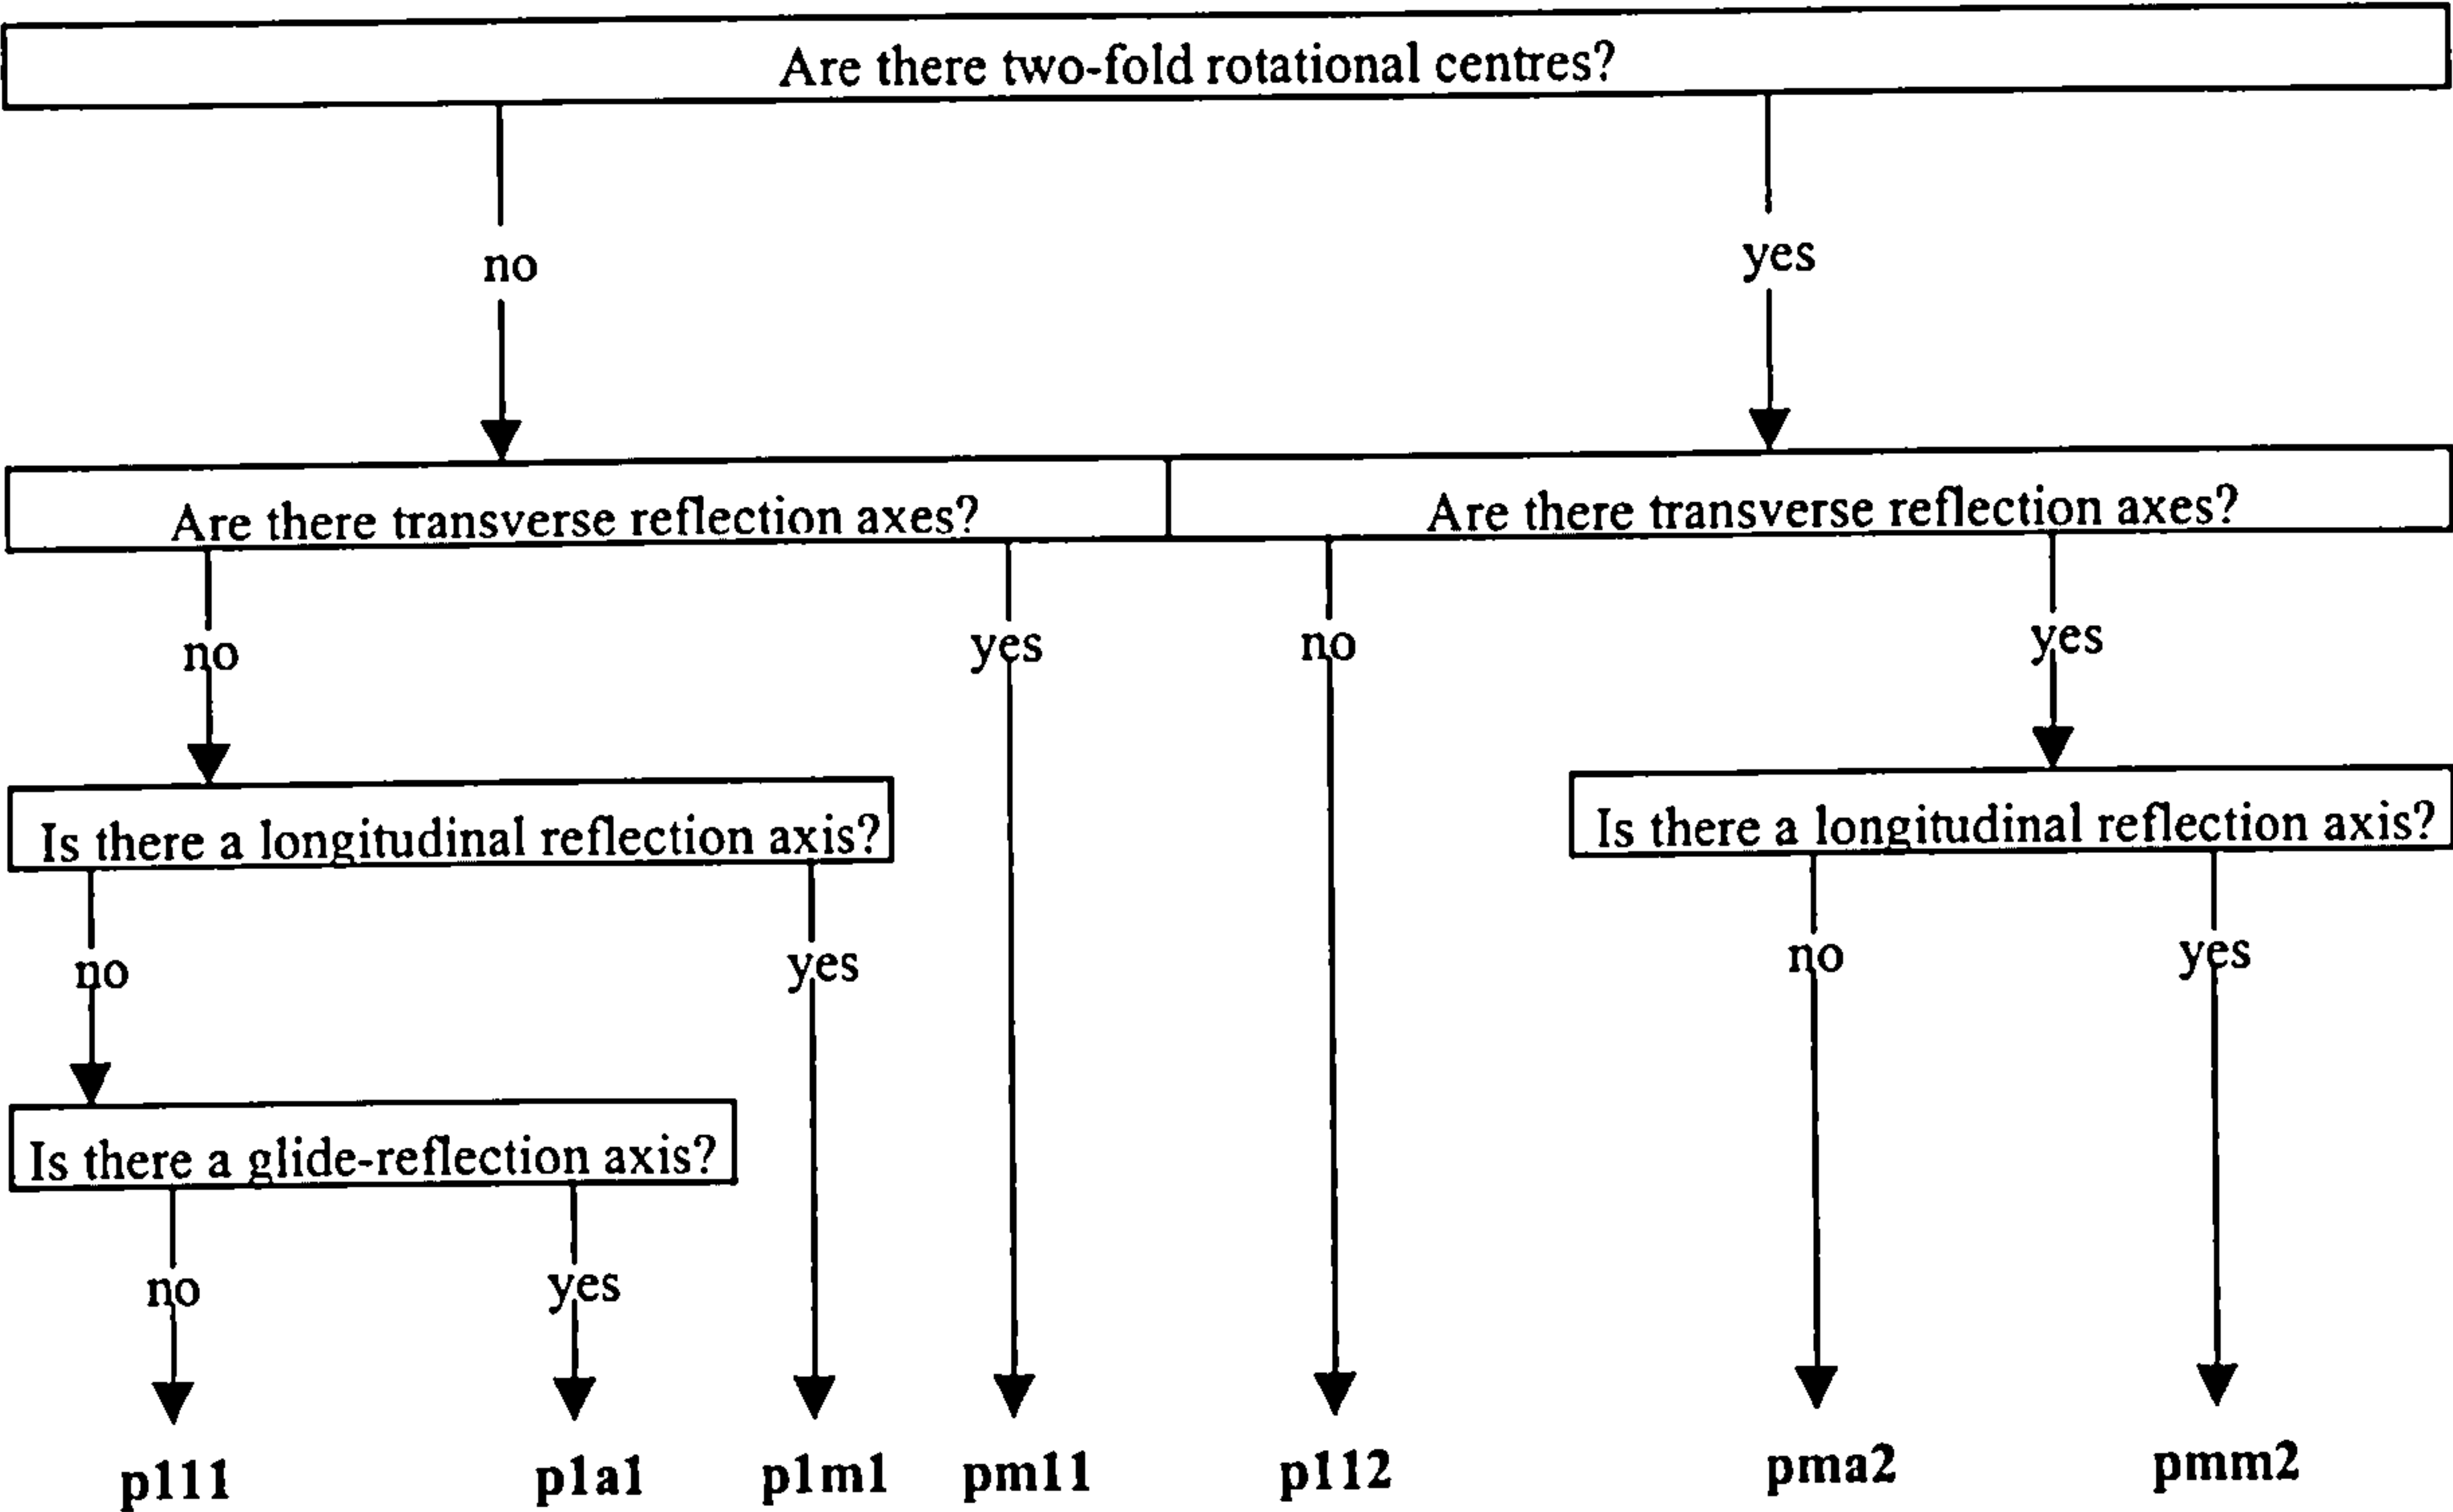 Are there two-fold rotational centres?
no
yes
Are there transverse reflection axes?
Are there transverse reflection axes?
no
yes
no
yes
Is there a longitudinal reflection axis?
Is there a longitudinal reflection axis?
no
yes
no
yes
Is there a glide-reflection axis?
no
yes
p111
p1a1
p1m1
pm11
p112
pma2
pmm2